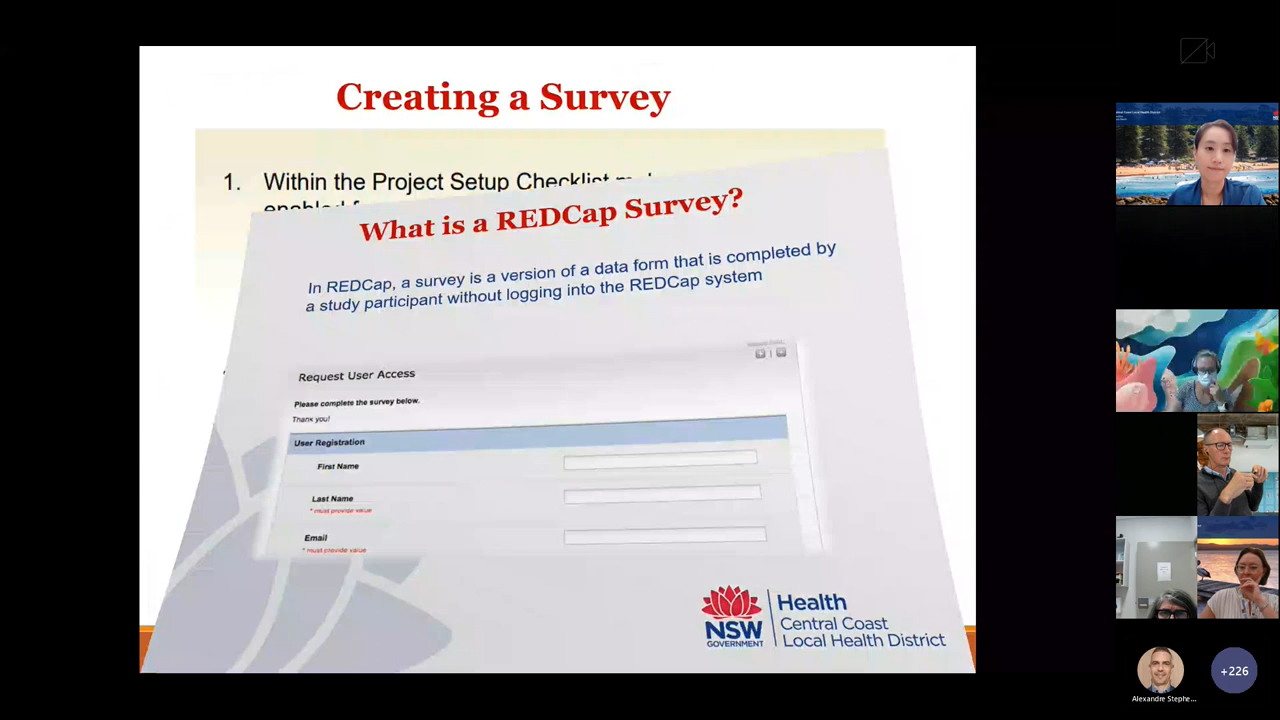 Creating a Survey
1. Within the Project Setup Checklist
enabled
What is a REDCap Survey?
In REDCap, a survey is a version of a data form that is completed by
a study participant without logging into the REDCap system
Request User Access
Please complete the survey below.
Thank you!
User Registration
First Name
Last Name
* must provide value
Email
* must provide value
NSW
GOVERNMENT
Health
Central Coast
Local Health District
Alexandre Stephe...
+226